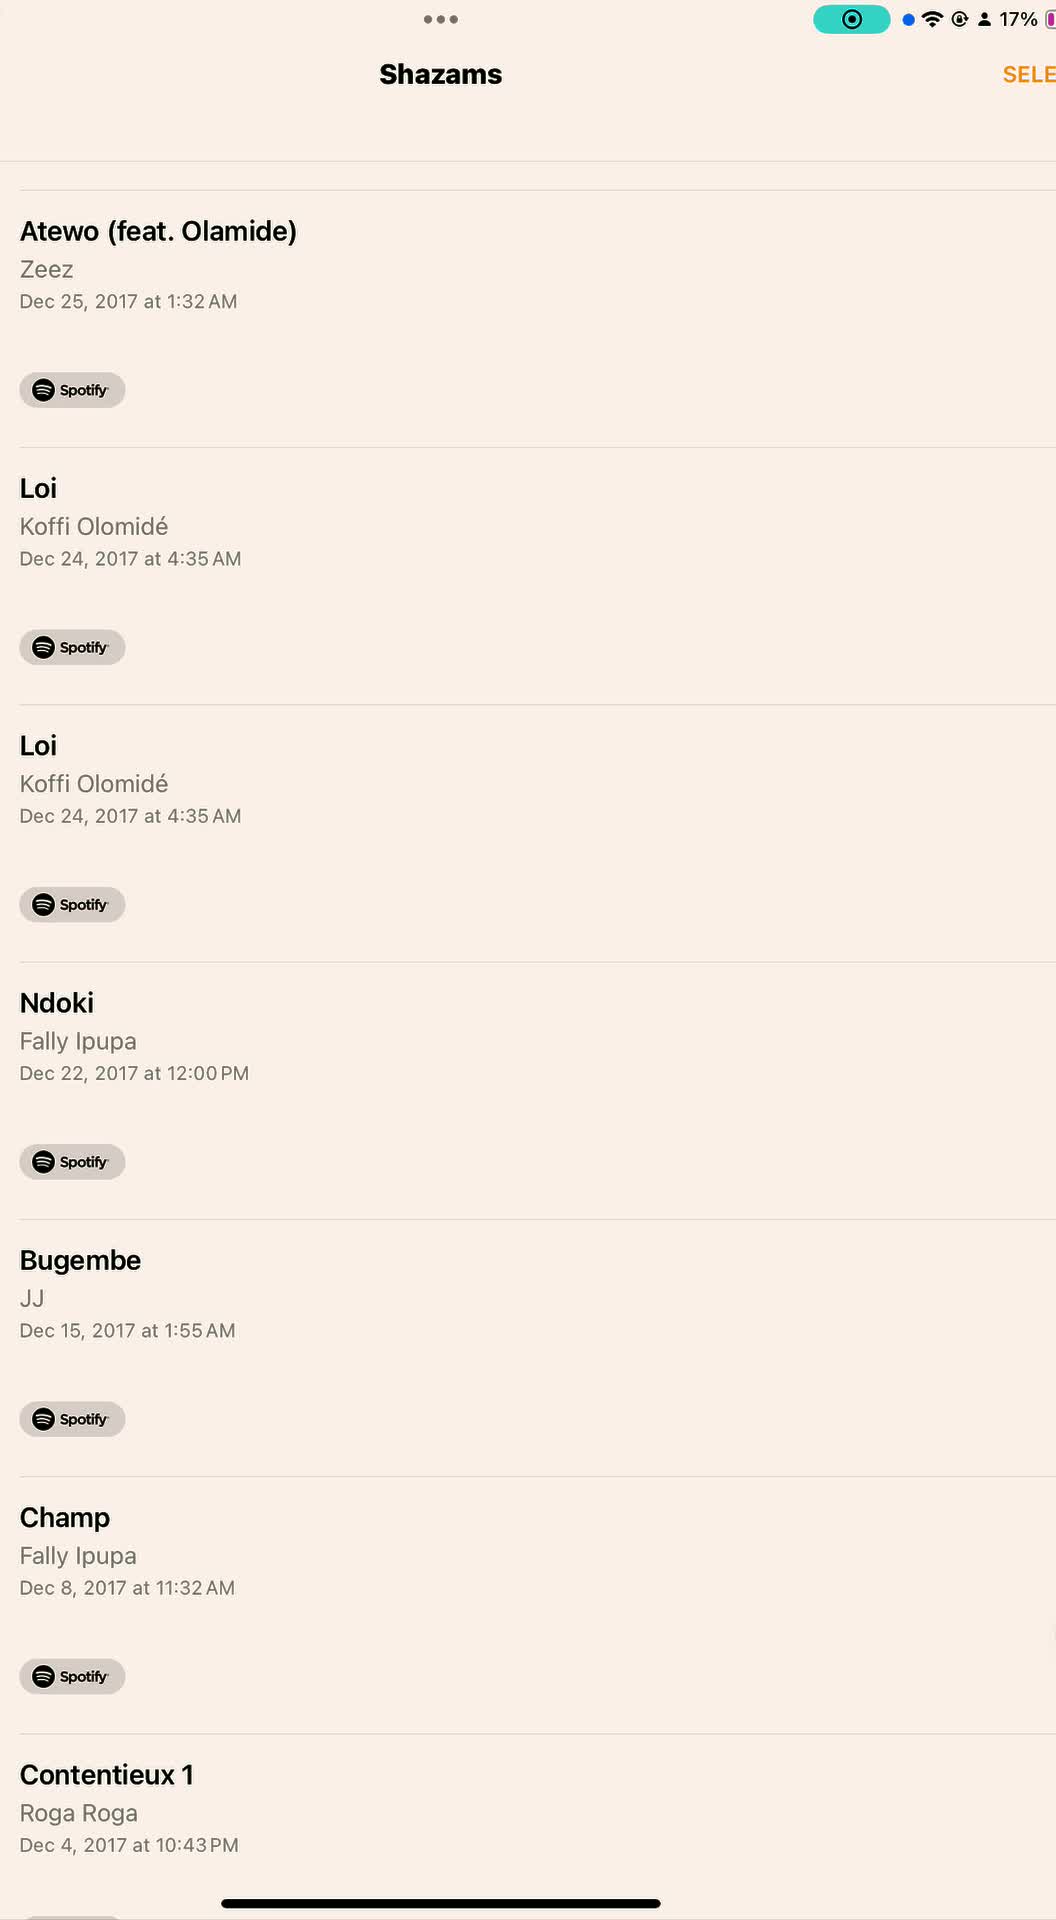 17%
Shazams
SELE
Atewo (feat. Olamide)
Zeez
Dec 25, 2017 at 1:32 AM
Spotify
Loi
Koffi Olomidé
Dec 24, 2017 at 4:35 AM
Spotify
Loi
Koffi Olomidé
Dec 24, 2017 at 4:35 AM
Spotify
Ndoki
Fally Ipupa
Dec 22, 2017 at 12:00 PM
Spotify
Bugembe
JJ
Dec 15, 2017 at 1:55 AM
Spotify
Champ
Fally Ipupa
Dec 8, 2017 at 11:32 AM
Spotify
Contentieux 1
Roga Roga
Dec 4, 2017 at 10:43 PM